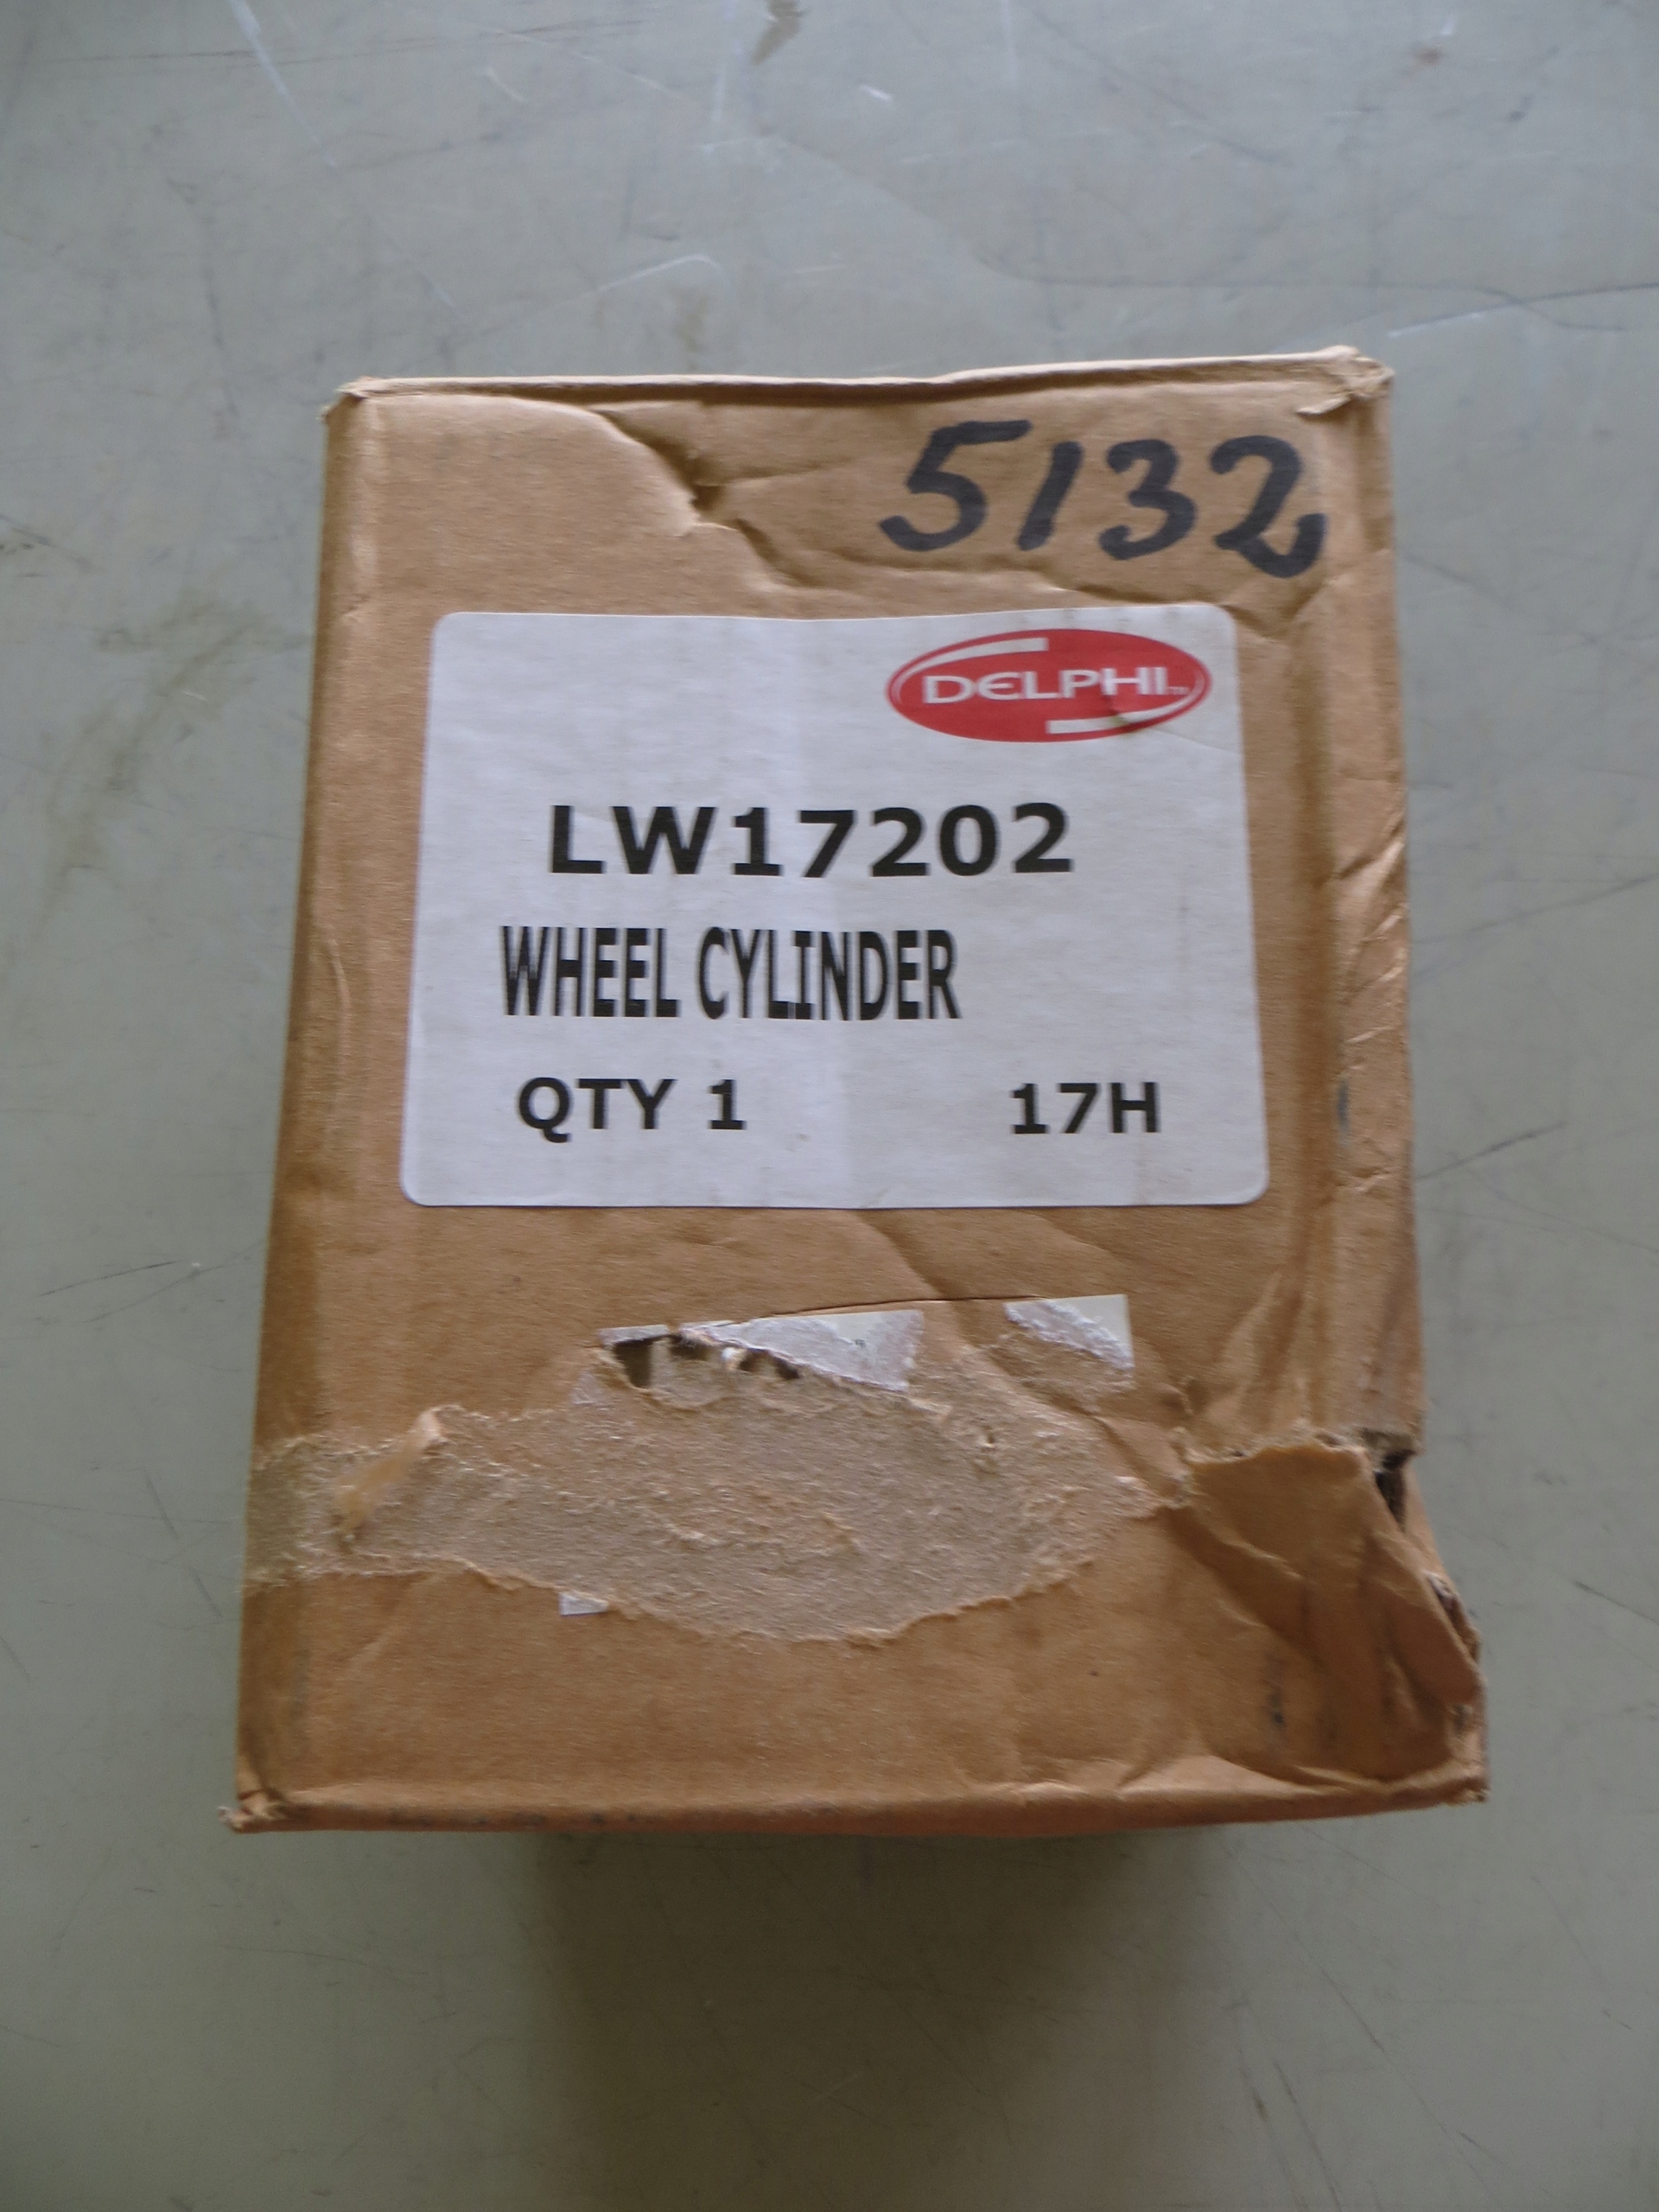 5132
DELPHI
LW17202
WHEEL CYLINDER
QTY 1 17H